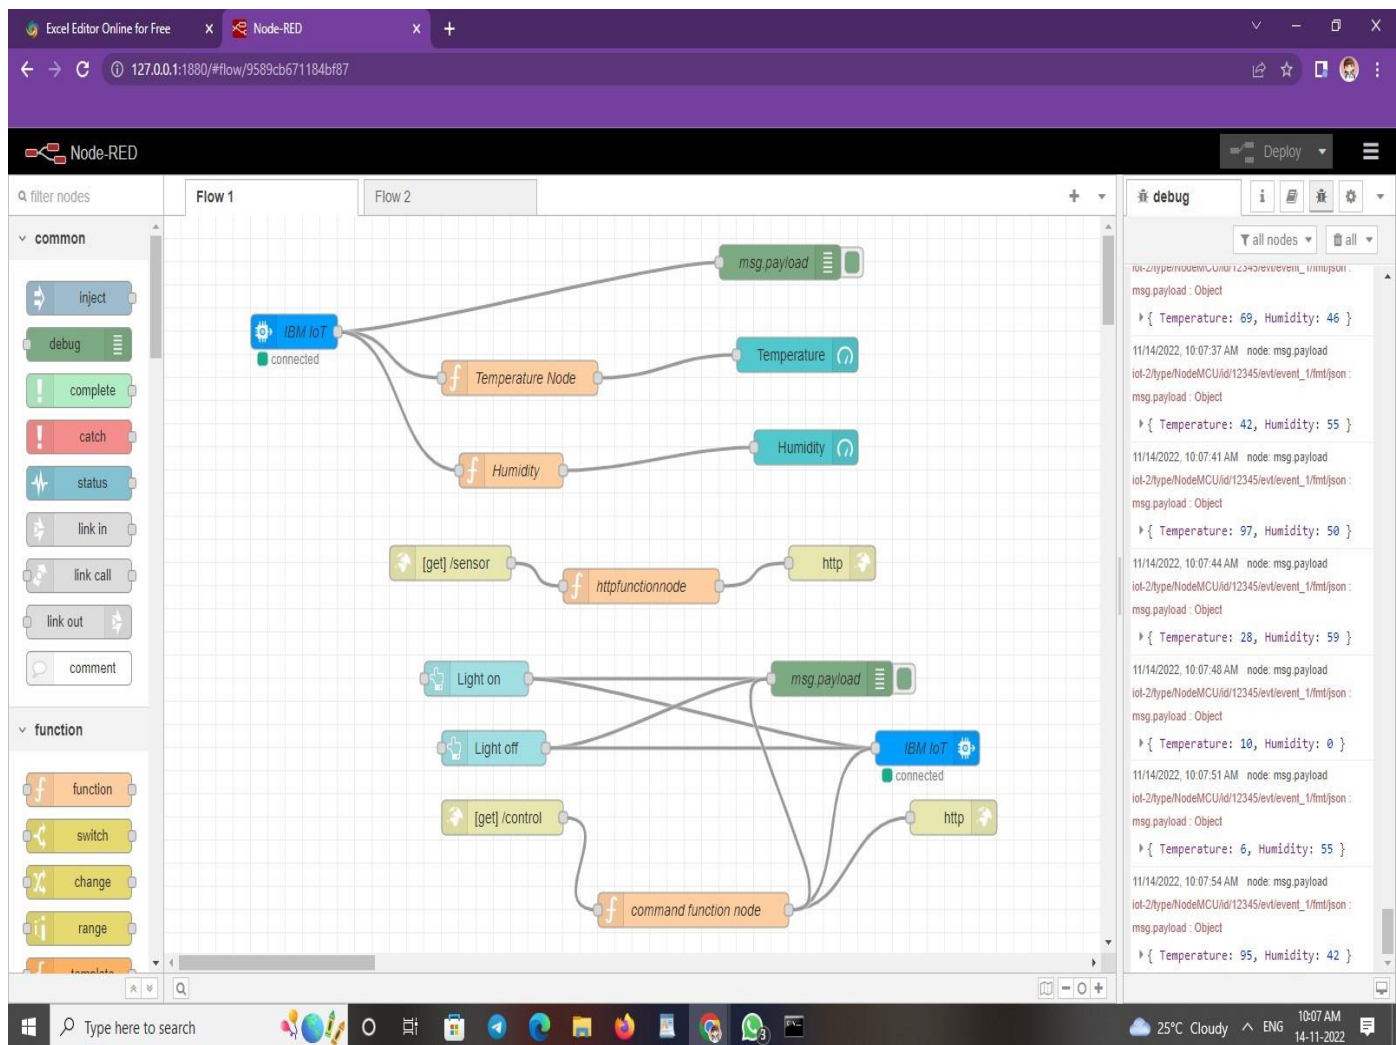 Excel Editor Online for Free
Node-RED
127.0.0.1:1880/#flow/9589cb671184bf87
Node-RED
Deploy
filter nodes
Flow 1
Flow 2
debug
common
inject
debug
complete
catch
status
link in
link call
link out
comment
function
function
switch
change
range
template
msg.payload
IBM IoT
connected
Temperature Node
Temperature
Humidity
Humidity
[get] /sensor
httpfunctionnode
http
Light on
msg.payload
Light off
IBM IoT
connected
[get] /control
http
command function node
all nodes
all
iot-2/type/NodeMCU/id/12345/evt/event_1/fmt/json :
msg.payload : Object
{ Temperature: 69, Humidity: 46 }
11/14/2022, 10:07:37 AM node: msg.payload
iot-2/type/NodeMCU/id/12345/evt/event_1/fmt/json :
msg.payload : Object
{ Temperature: 42, Humidity: 55 }
11/14/2022, 10:07:41 AM node: msg.payload
iot-2/type/NodeMCU/id/12345/evt/event_1/fmt/json :
msg.payload : Object
{ Temperature: 97, Humidity: 50 }
11/14/2022, 10:07:44 AM node: msg.payload
iot-2/type/NodeMCU/id/12345/evt/event_1/fmt/json :
msg.payload : Object
{ Temperature: 28, Humidity: 59 }
11/14/2022, 10:07:48 AM node: msg.payload
iot-2/type/NodeMCU/id/12345/evt/event_1/fmt/json :
msg.payload : Object
{ Temperature: 10, Humidity: 0 }
11/14/2022, 10:07:51 AM node: msg.payload
iot-2/type/NodeMCU/id/12345/evt/event_1/fmt/json :
msg.payload : Object
{ Temperature: 6, Humidity: 55 }
11/14/2022, 10:07:54 AM node: msg.payload
iot-2/type/NodeMCU/id/12345/evt/event_1/fmt/json :
msg.payload : Object
{ Temperature: 95, Humidity: 42 }
Type here to search
3
25°C Cloudy
ENG
10:07 AM
14-11-2022